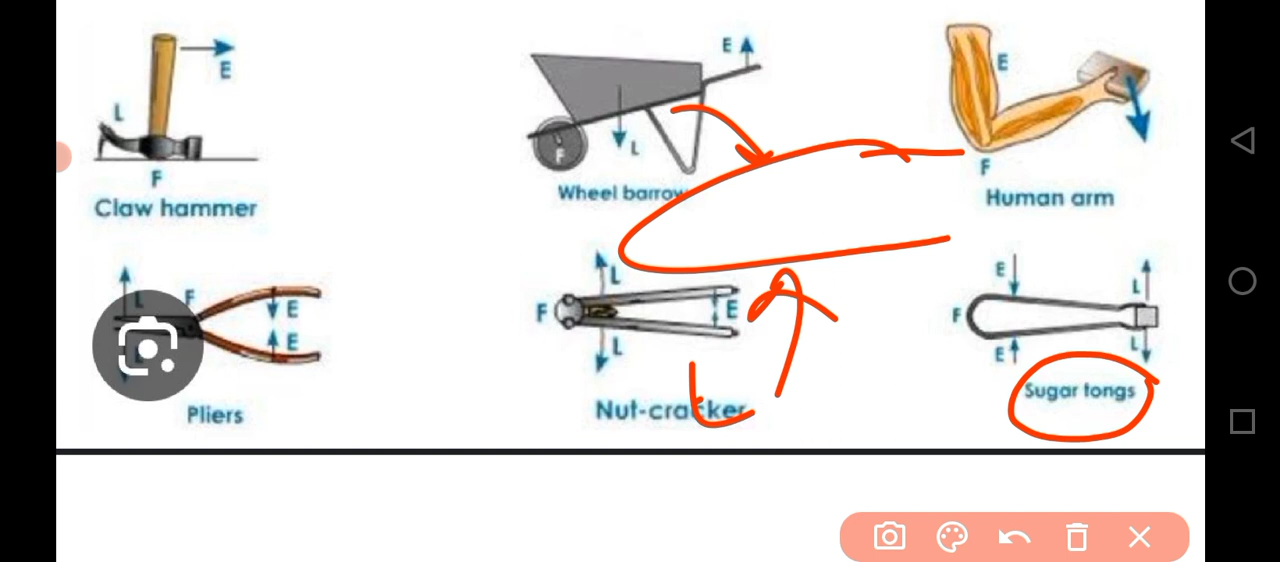 E
L
F
Claw hammer
E
L
F
Wheel barrow
E
F
Human arm
L
F
E
E
L
Pliers
L
F
E
L
Nut-cracker
E
L
F
E
L
Sugar tongs
L